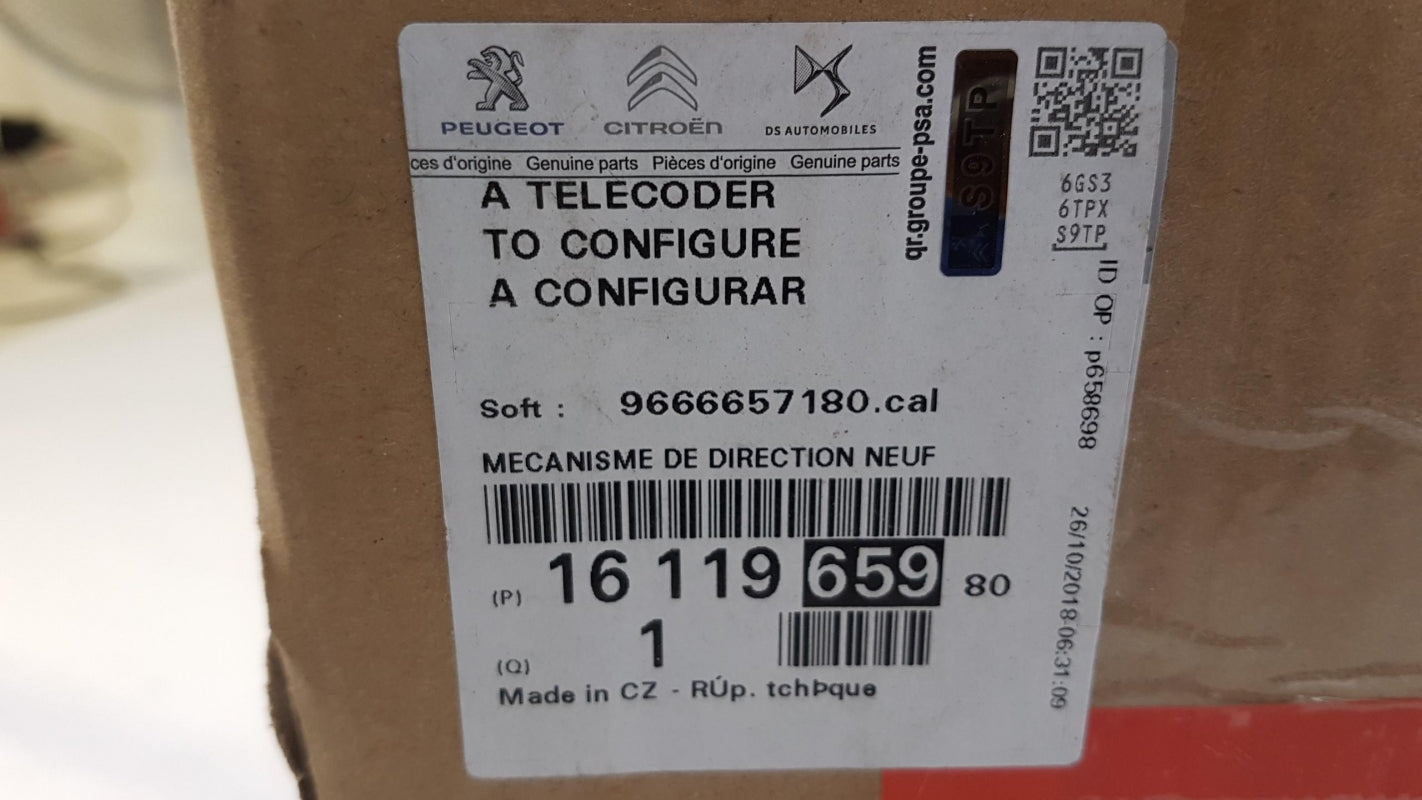 PEUGEOT CITROËN DS AUTOMOBILES
ces d'origine Genuine parts Pièces d'origine Genuine parts
A TELECODER
TO CONFIGURE
A CONFIGURAR
qr.groupe-psa.com
S9TP
6GS3
6TPX
S9TP
ID OP : p658698
26/10/2018-06:31:09
Soft : 9666657180.cal
MECANISME DE DIRECTION NEUF
(P) 16 119 659 80
(Q) 1
Made in CZ - RÚp. tchÞque